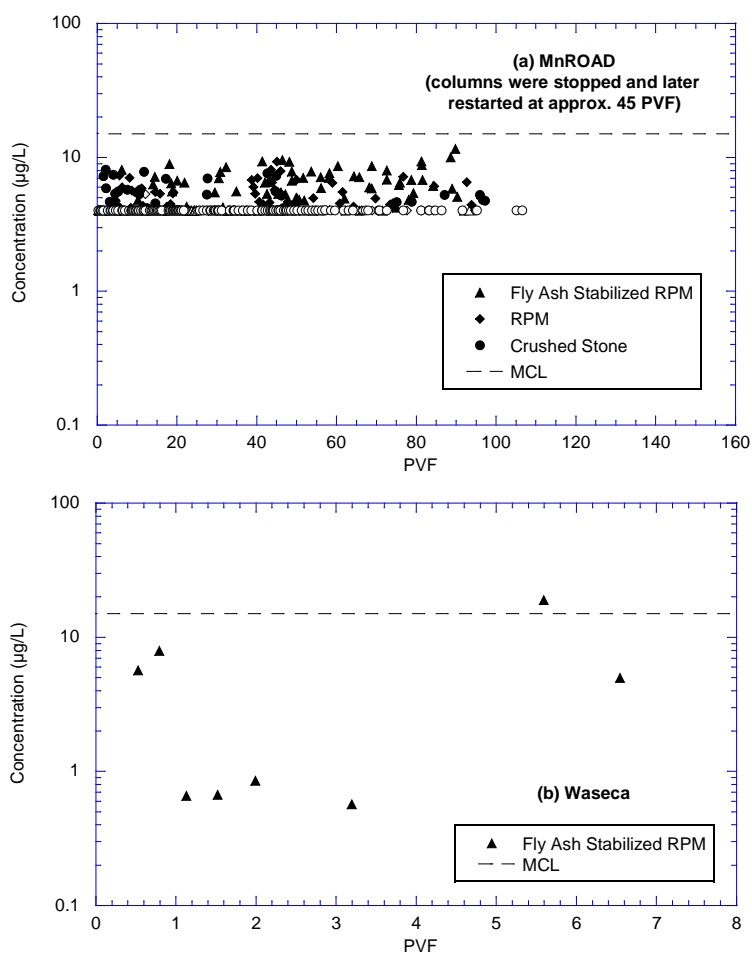 100
10
1
0.1
Concentration (µg/L)
(a) MnROAD
(columns were stopped and later
restarted at approx. 45 PVF)
Fly Ash Stabilized RPM
RPM
Crushed Stone
MCL
0 20 40 60 80 100 120 140 160
PVF
100
10
1
0.1
Concentration (µg/L)
(b) Waseca
Fly Ash Stabilized RPM
MCL
0 1 2 3 4 5 6 7 8
PVF